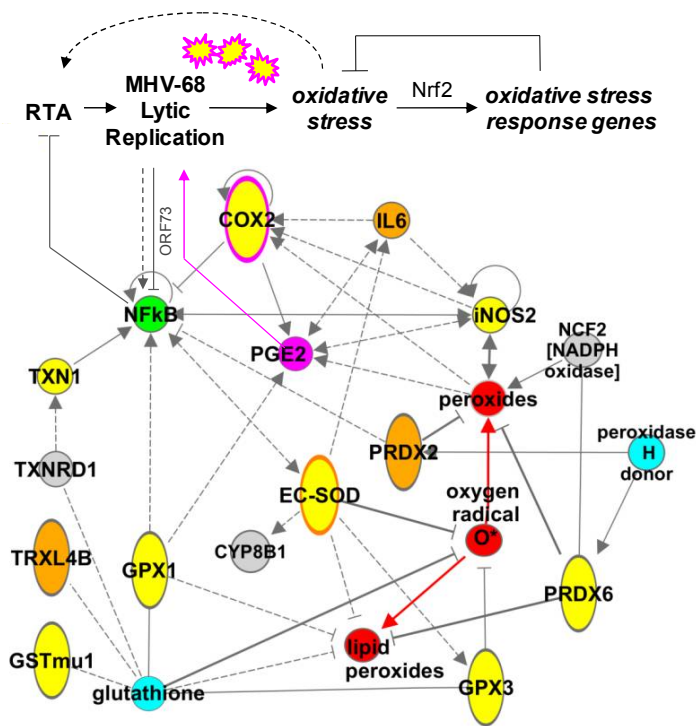 MHV-68
Lytic
Replication
RTA
oxidative
stress
Nrf2
oxidative stress
response genes
ORF73
COX2
IL6
NFkB
iNOS2
PGE2
NCF2
[NADPH
oxidase]
TXN1
peroxides
PRDX2
peroxidase
H
donor
TXNRD1
EC-SOD
oxygen
radical
O*
CYP8B1
TRXL4B
GPX1
PRDX6
GSTmu1
lipid
peroxides
glutathione
GPX3